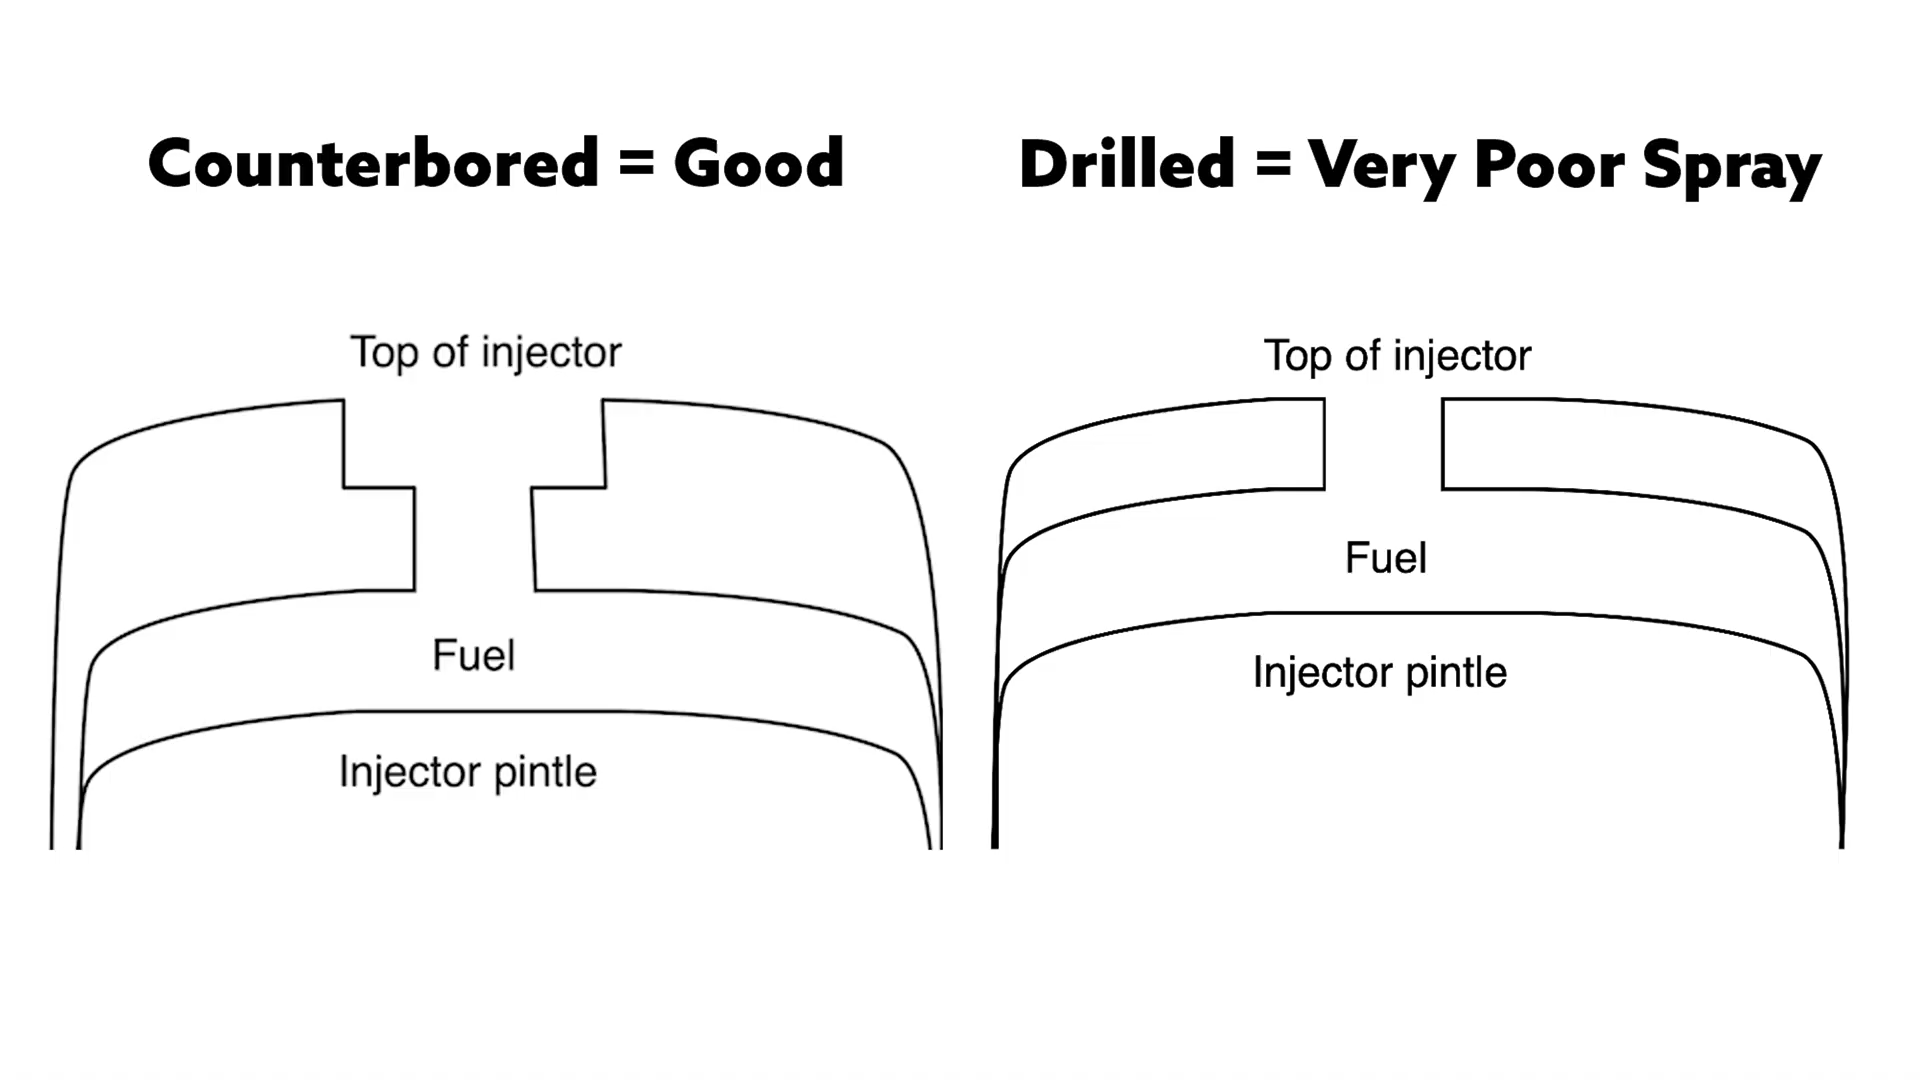 Counterbored = Good
Drilled = Very Poor Spray
Top of injector
Fuel
Injector pintle
Top of injector
Fuel
Injector pintle